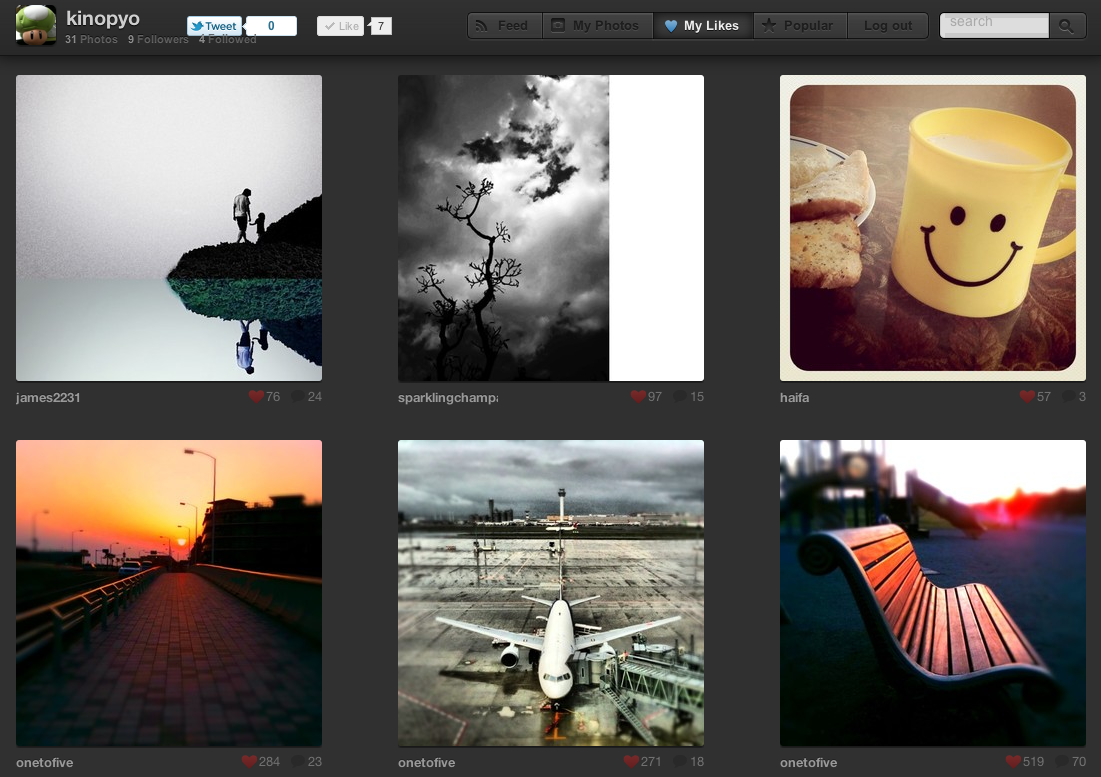 kinopyo
31 Photos 9 Followers 4 Followed
Tweet 0
Like 7
Feed My Photos My Likes Popular Log out
search
james2231 76 24
sparklingchampa 97 15
haifa 57 3
onetofive 284 23
onetofive 271 18
onetofive 519 70